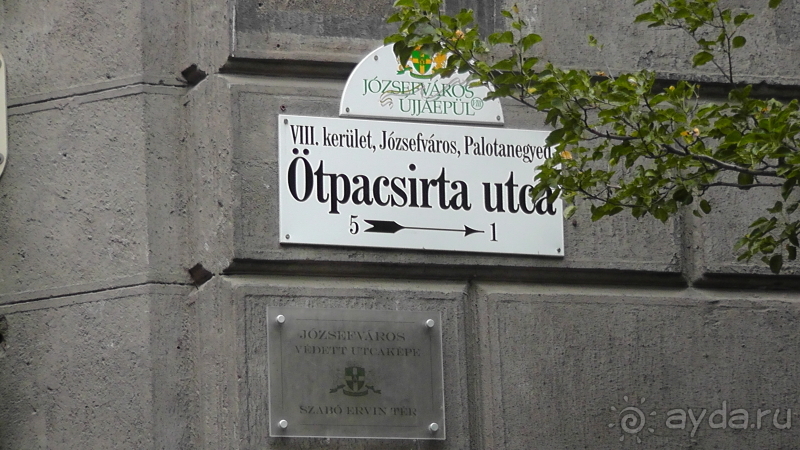 JÓZSEFVÁROS
ÚJJÁÉPÜL
VIII. kerület, Józsefváros, Palotanegyed
Ötpacsirta utca
5 1
JÓZSEFVÁROS
VÉDETT UTCAKÉPE
SZABÓ ERVIN TÉR
ayda.ru